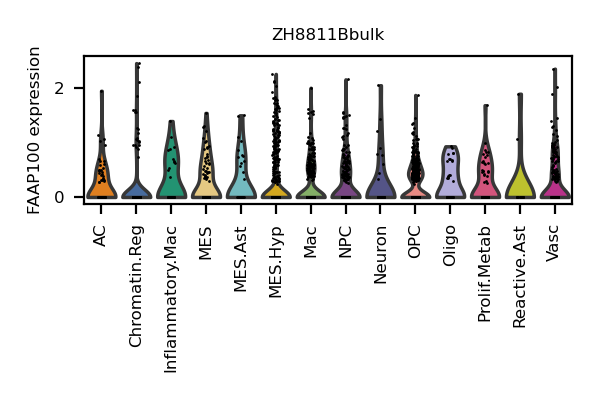 ZH8811Bbulk
FAAP100 expression
2
0
AC
Chromatin.Reg
Inflammatory.Mac
MES
MES.Ast
MES.Hyp
Mac
NPC
Neuron
OPC
Oligo
Prolif.Metab
Reactive.Ast
Vasc